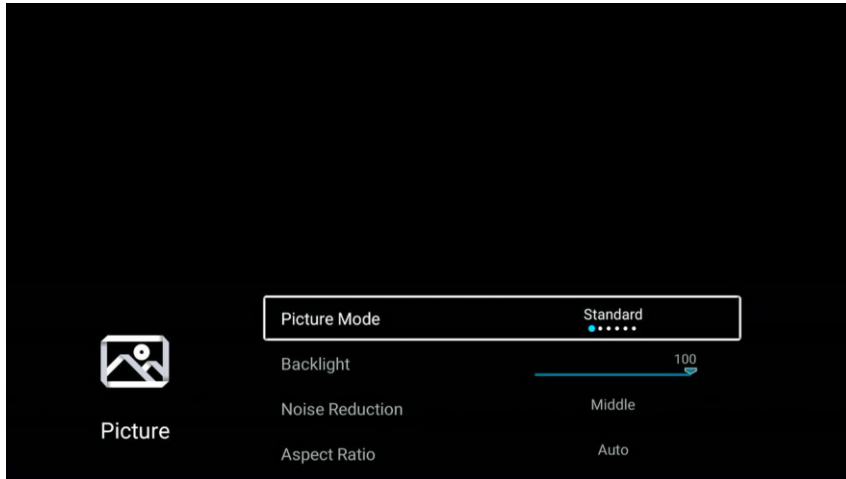 Picture Mode
Standard
Backlight
100
Noise Reduction
Middle
Aspect Ratio
Auto
Picture